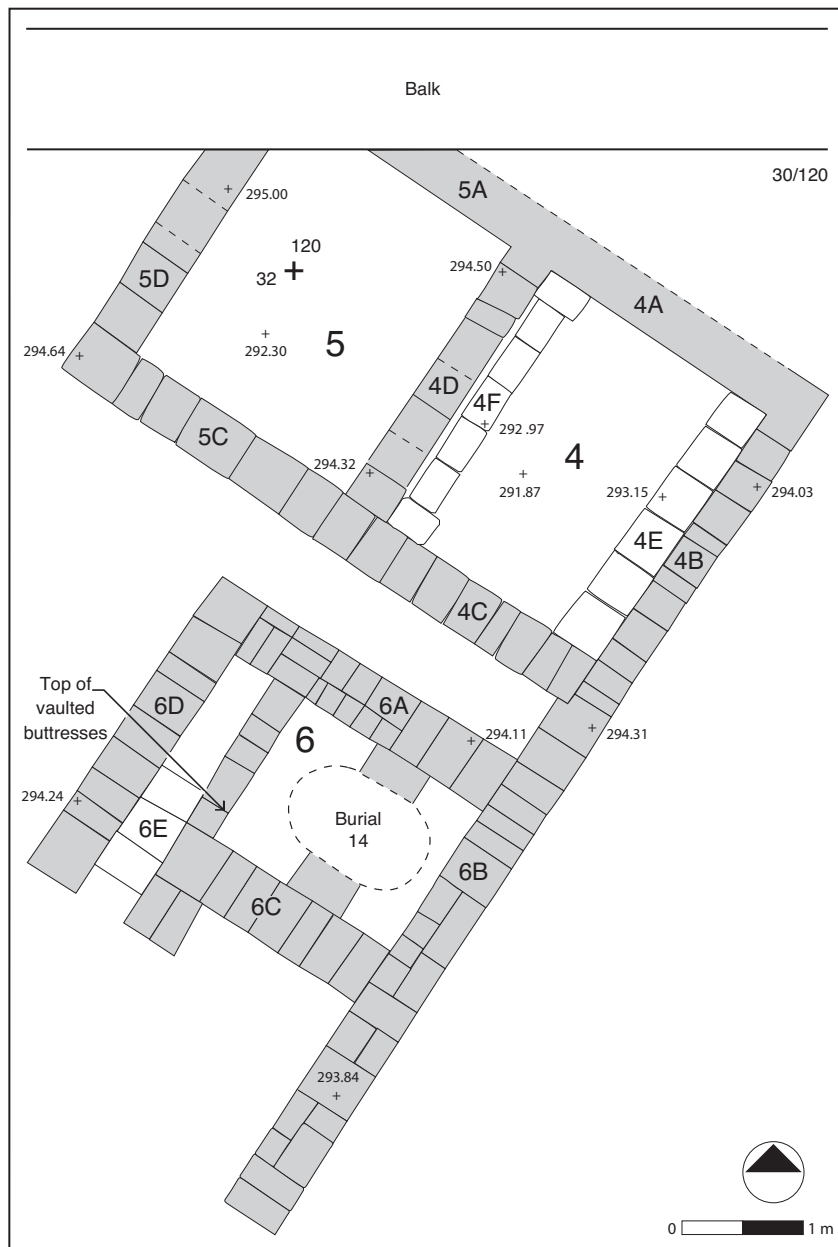 Balk
30/120
5A
295.00
120
32
5D
294.50
4A
294.64
292.30
5
4D
4F
292.97
5C
294.32
4
291.87
293.15
294.03
4E
4B
4C
Top of
vaulted
buttresses
6D
6A
6
294.11
294.31
294.24
6E
Burial
14
6B
6C
293.84
0
1 m